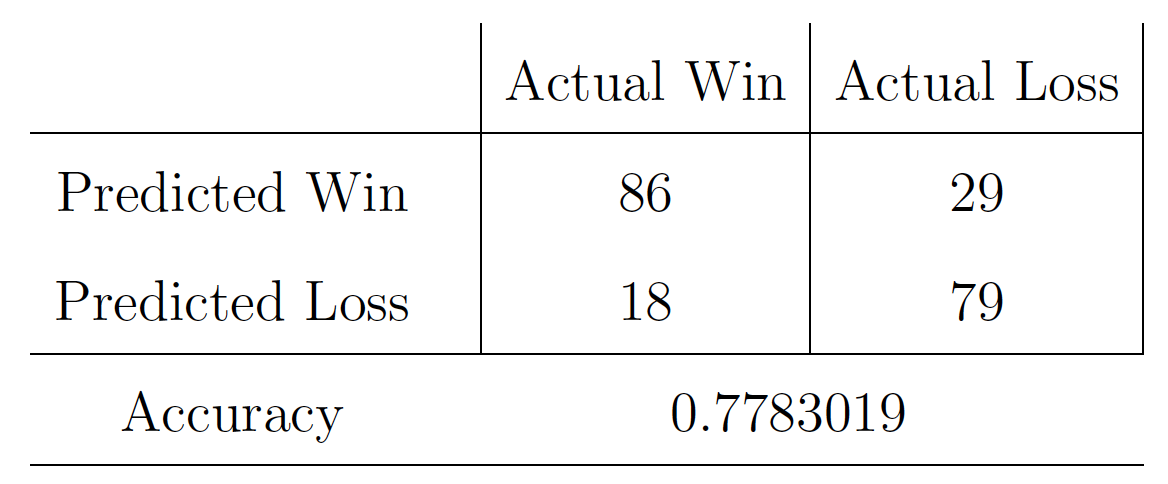 Actual Win Actual Loss
Predicted Win 86 29
Predicted Loss 18 79
Accuracy 0.7783019